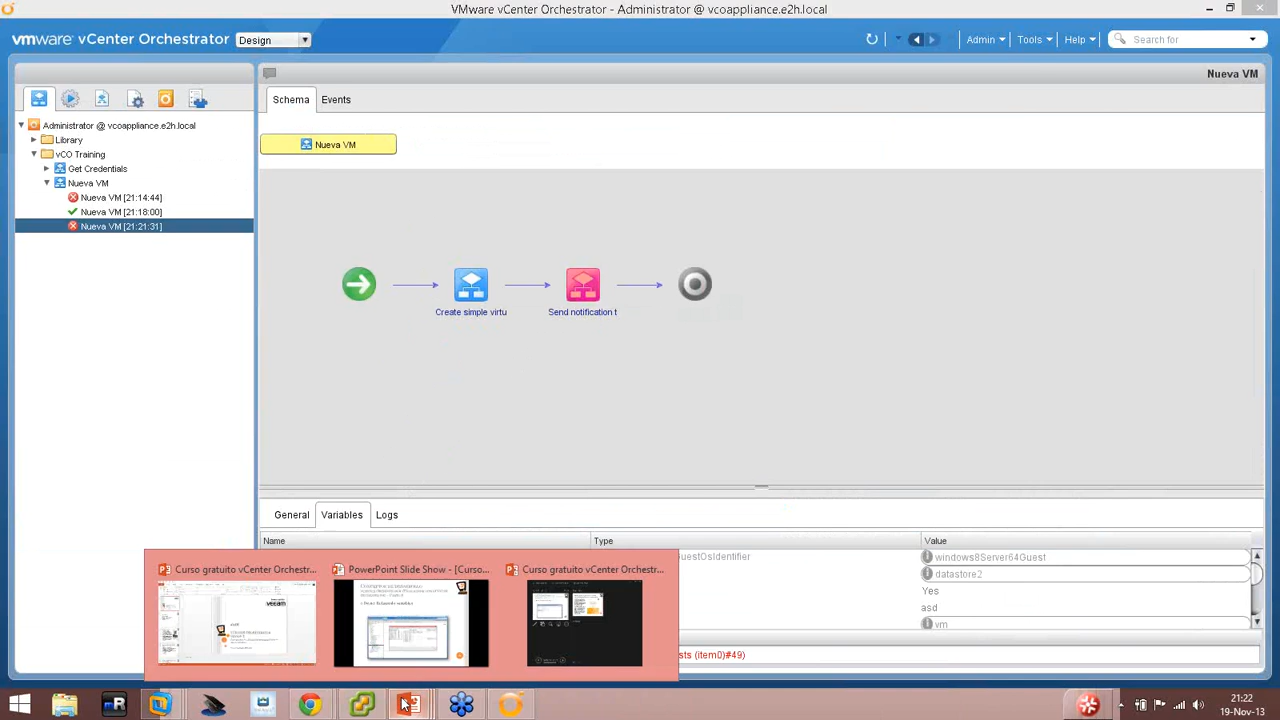 VMware vCenter Orchestrator - Administrator @ vcoappliance.e2h.local
vmware vCenter Orchestrator
Design
Admin
Tools
Help
Search for
Nueva VM
Schema
Events
Administrator @ vcoappliance.e2h.local
Library
vCO Training
Get Credentials
Nueva VM
Nueva VM [21:14:44]
Nueva VM [21:18:00]
Nueva VM [21:21:31]
Nueva VM
Create simple virtu
Send notification t
General
Variables
Logs
Name
Type
Value
uestOsIdentifier
windows8Server64Guest
datastore2
Yes
asd
vm
sts (item0)#49)
Curso gratuito vCenter Orchestr...
PowerPoint Slide Show - [Curso...
Curso gratuito vCenter Orchestr...
veeam
mR
21:22
19-Nov-13